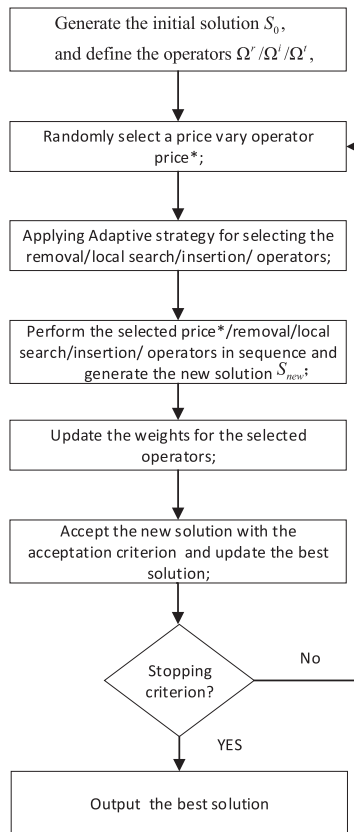 Generate the initial solution S₀,
and define the operators Ωʳ/Ωⁱ/Ωᵗ,
Randomly select a price vary operator
price*;
Applying Adaptive strategy for selecting the
removal/local search/insertion/ operators;
Perform the selected price*/removal/local
search/insertion/ operators in sequence and
generate the new solution Sₙₑw;
Update the weights for the selected
operators;
Accept the new solution with the
acceptation criterion and update the best
solution;
Stopping
criterion?
No
YES
Output the best solution